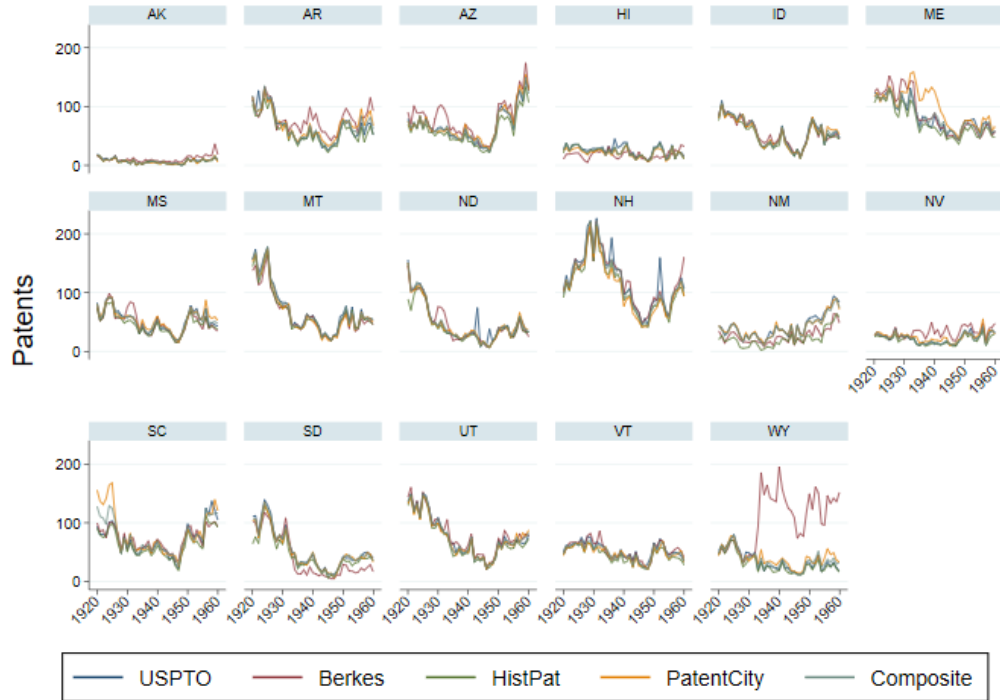 AK AR AZ HI ID ME
200
100
0
MS MT ND NH NM NV
200
100
0
Patents
1920 1930 1940 1950 1960
SC SD UT VT WY
200
100
0
1920 1930 1940 1950 1960 1920 1930 1940 1950 1960 1920 1930 1940 1950 1960 1920 1930 1940 1950 1960 1920 1930 1940 1950 1960
USPTO Berkes HistPat PatentCity Composite